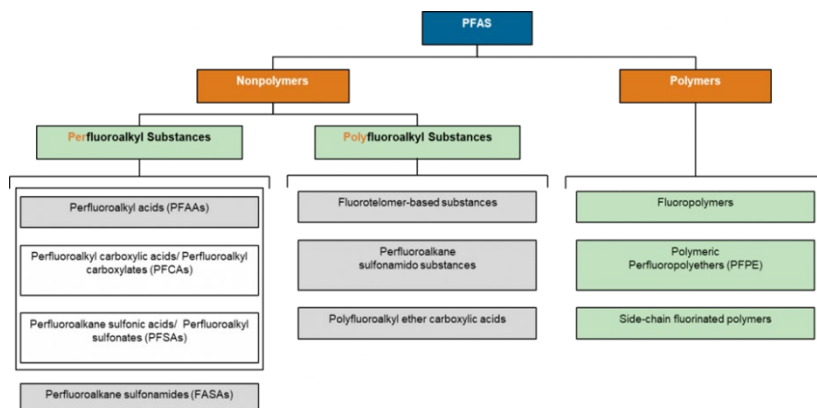 PFAS
Nonpolymers
Polymers
Perfluoroalkyl Substances
Polyfluoroalkyl Substances
Perfluoroalkyl acids (PFAAs)
Perfluoroalkyl carboxylic acids/ Perfluoroalkyl
carboxylates (PFCAs)
Perfluoroalkane sulfonic acids/ Perfluoroalkyl
sulfonates (PFSAs)
Perfluoroalkane sulfonamides (FASAs)
Fluorotelomer-based substances
Perfluoroalkane
sulfonamido substances
Polyfluoroalkyl ether carboxylic acids
Fluoropolymers
Polymeric
Perfluoropolyethers (PFPE)
Side-chain fluorinated polymers